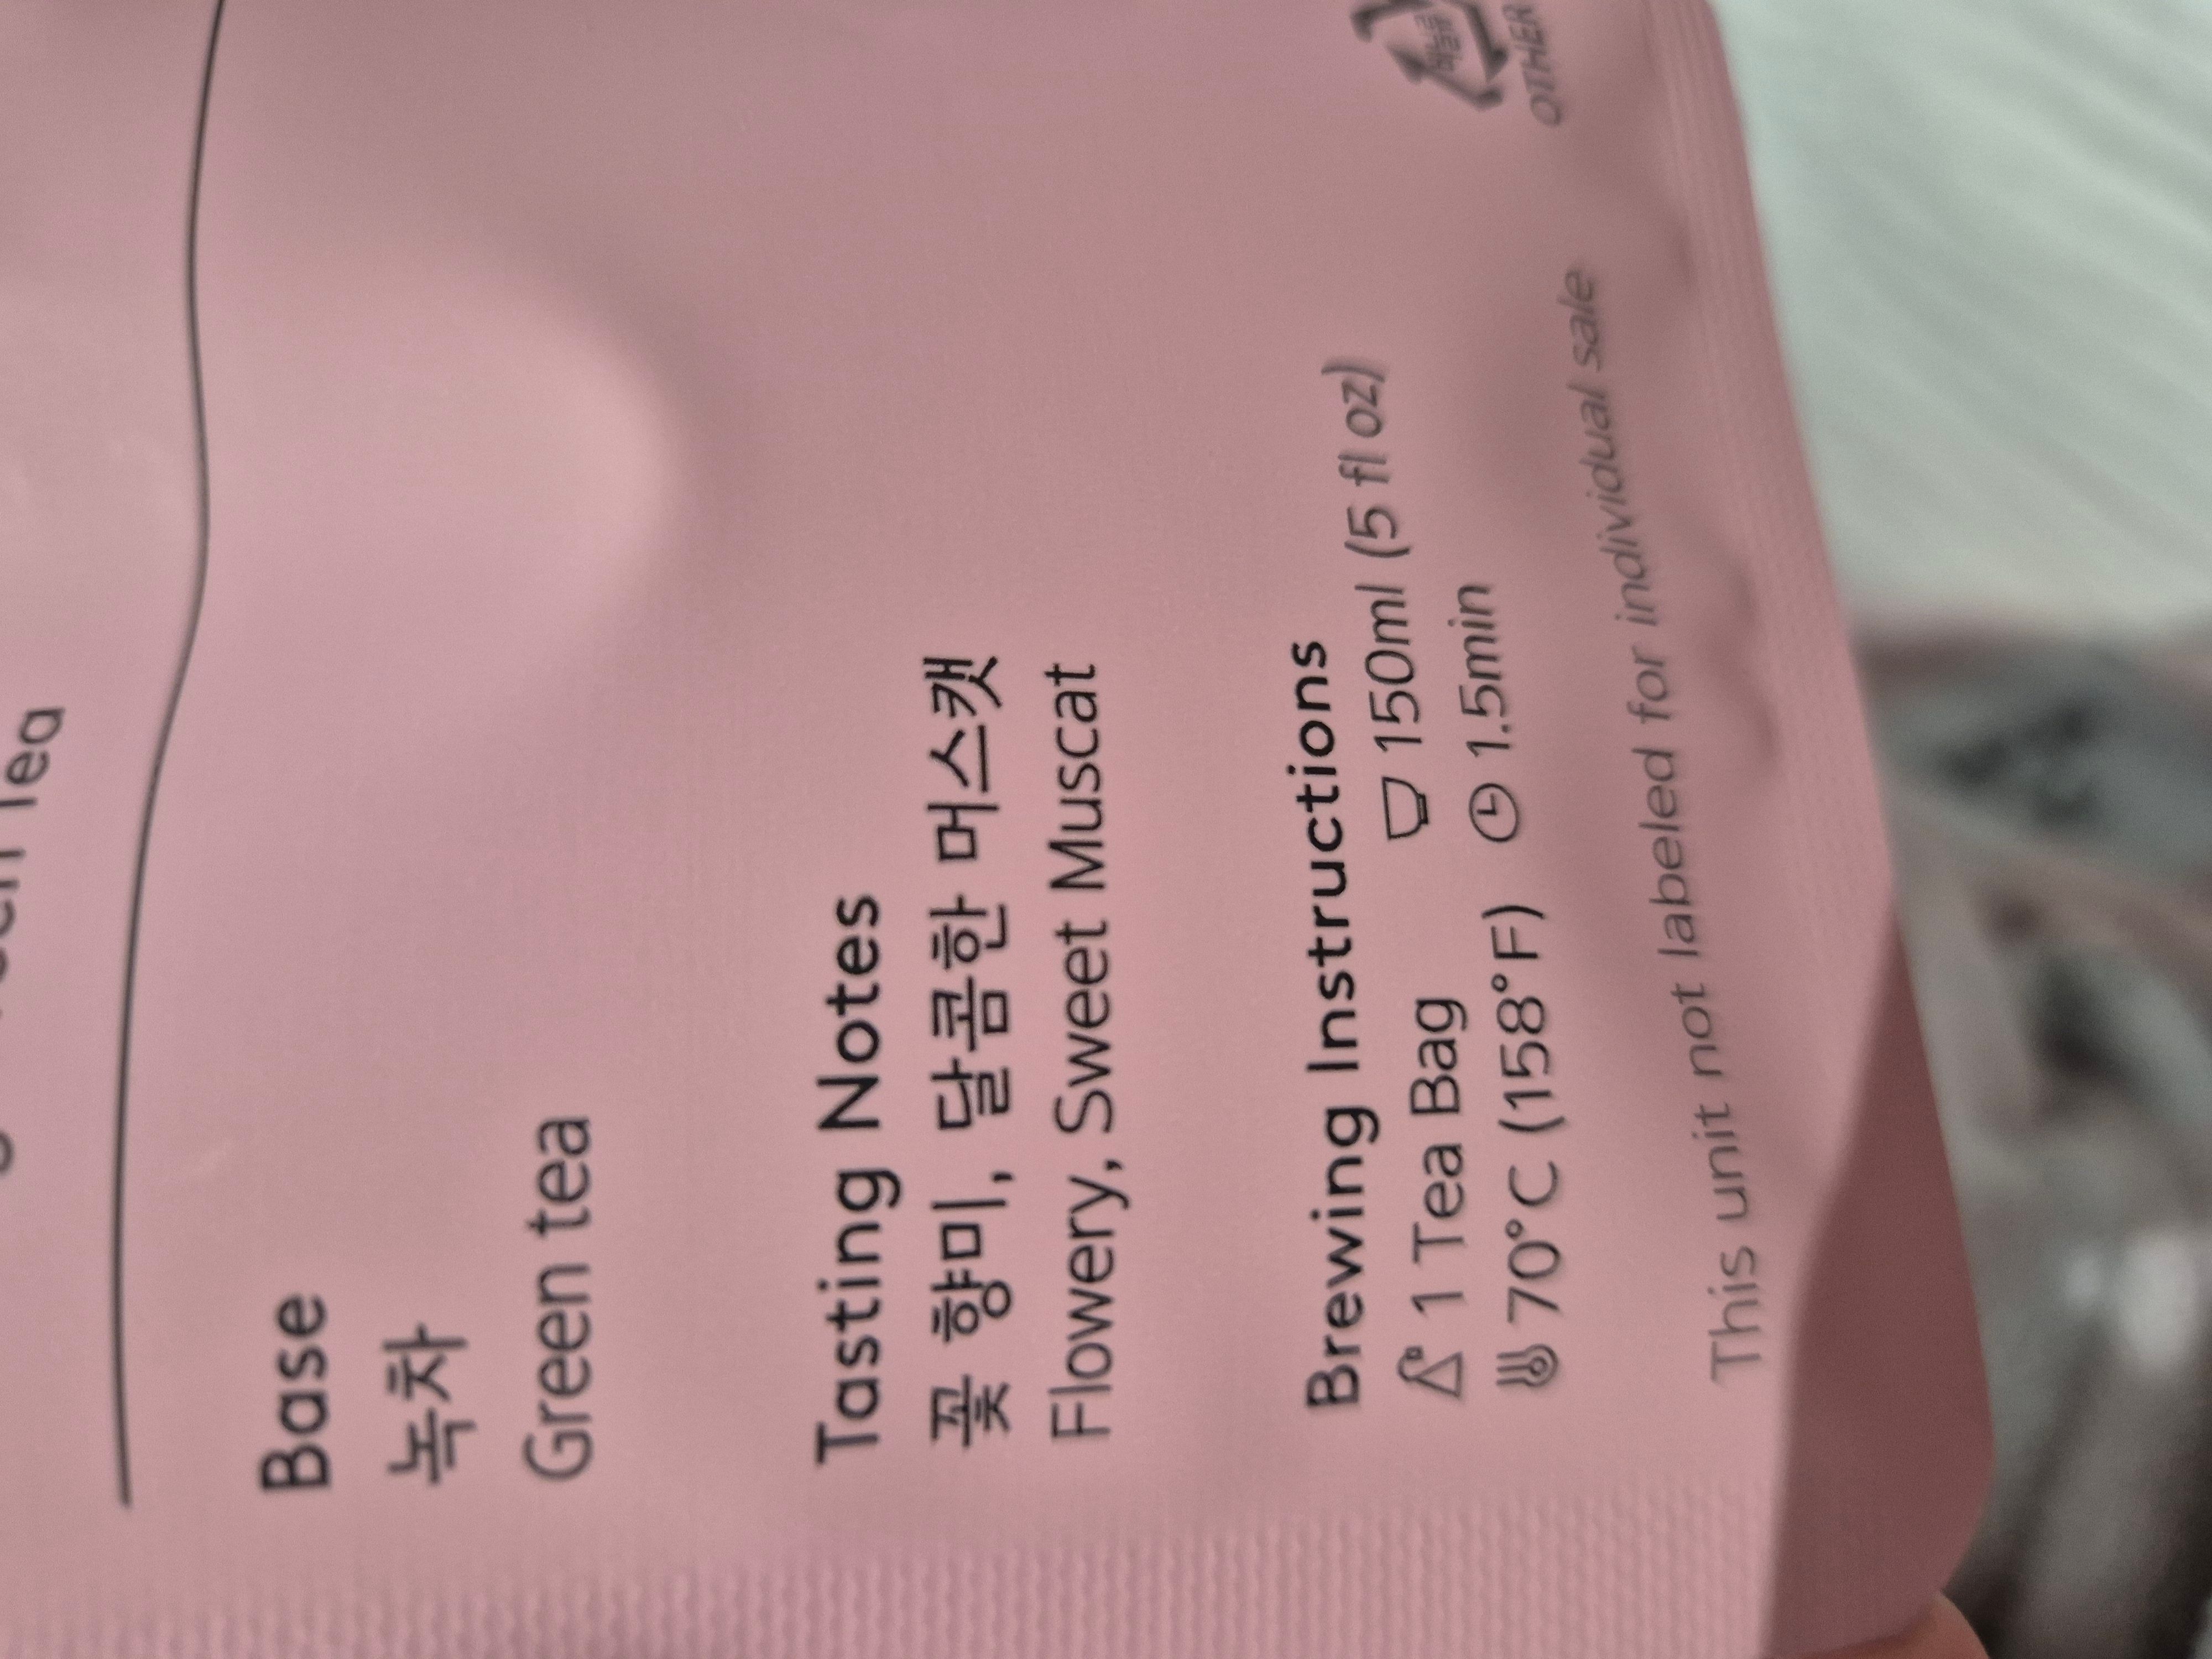 Tea
Base
녹차
Green tea
Tasting Notes
꽃 향미, 달콤한 머스캣
Flowery, Sweet Muscat
Brewing Instructions
1 Tea Bag 150ml (5 fl oz)
70°C (158°F) 1.5min
This unit not labeled for individual sale
OTHER